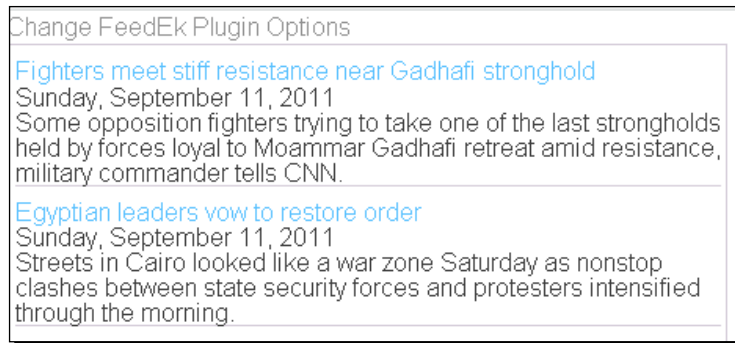 Change FeedEk Plugin Options
Fighters meet stiff resistance near Gadhafi stronghold
Sunday, September 11, 2011
Some opposition fighters trying to take one of the last strongholds
held by forces loyal to Moammar Gadhafi retreat amid resistance,
military commander tells CNN.
Egyptian leaders vow to restore order
Sunday, September 11, 2011
Streets in Cairo looked like a war zone Saturday as nonstop
clashes between state security forces and protesters intensified
through the morning.